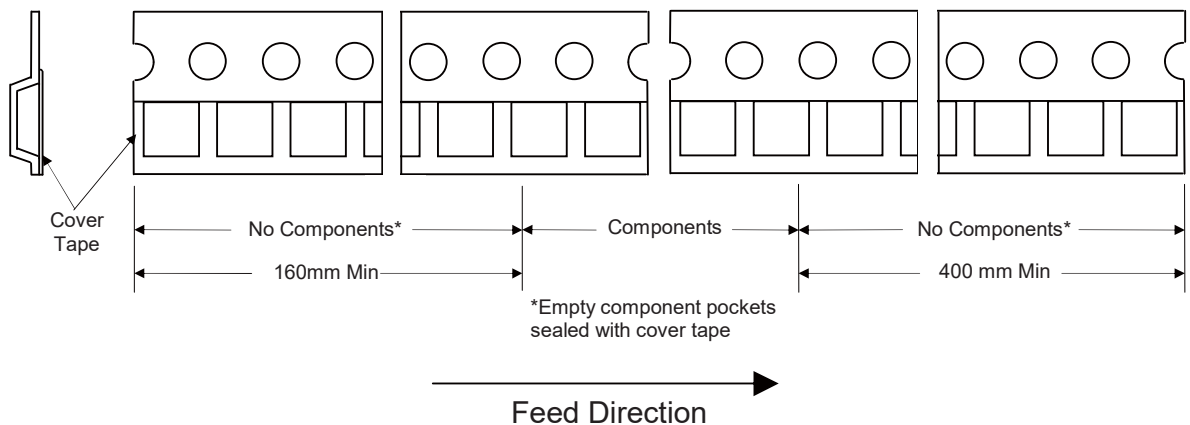 Cover
Tape
No Components*
Components
No Components*
160mm Min
400 mm Min
*Empty component pockets
sealed with cover tape
Feed Direction